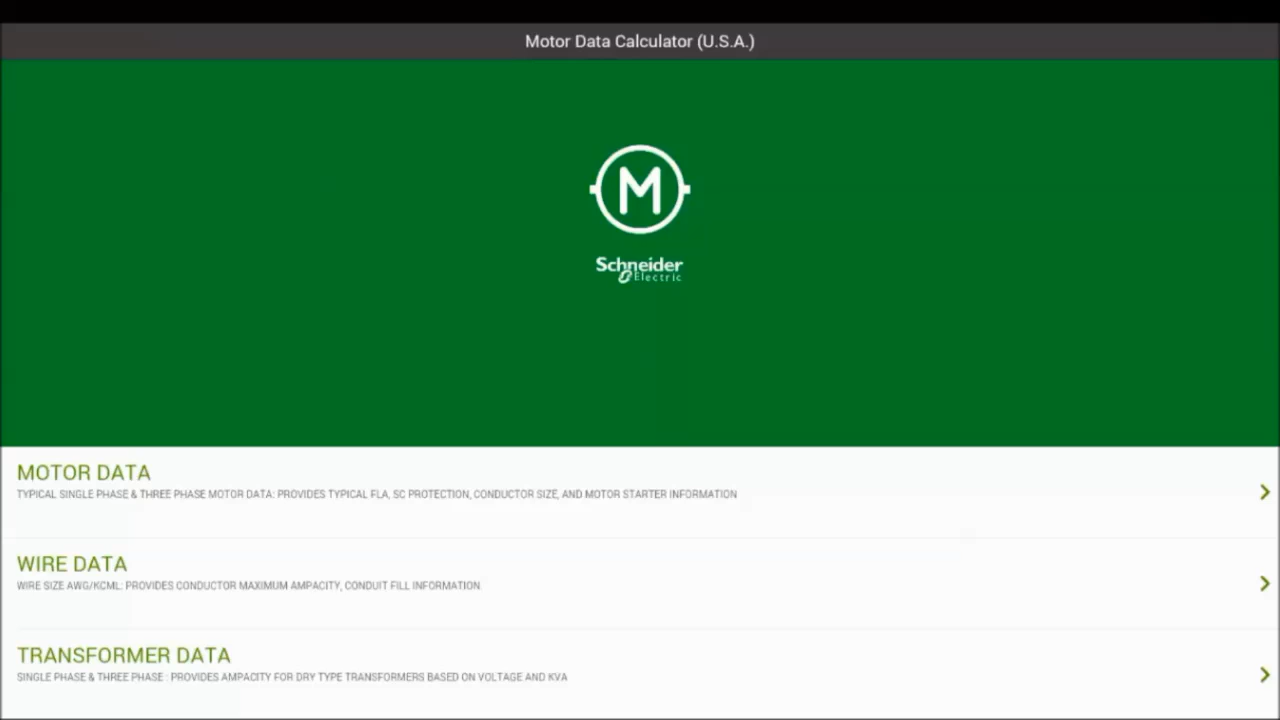 Motor Data Calculator (U.S.A.)
M
Schneider
Electric
MOTOR DATA
TYPICAL SINGLE PHASE & THREE PHASE MOTOR DATA: PROVIDES TYPICAL FLA, SC PROTECTION, CONDUCTOR SIZE, AND MOTOR STARTER INFORMATION
WIRE DATA
WIRE SIZE AWG/KCML: PROVIDES CONDUCTOR MAXIMUM AMPACITY, CONDUIT FILL INFORMATION
TRANSFORMER DATA
SINGLE PHASE & THREE PHASE : PROVIDES AMPACITY FOR DRY TYPE TRANSFORMERS BASED ON VOLTAGE AND KVA